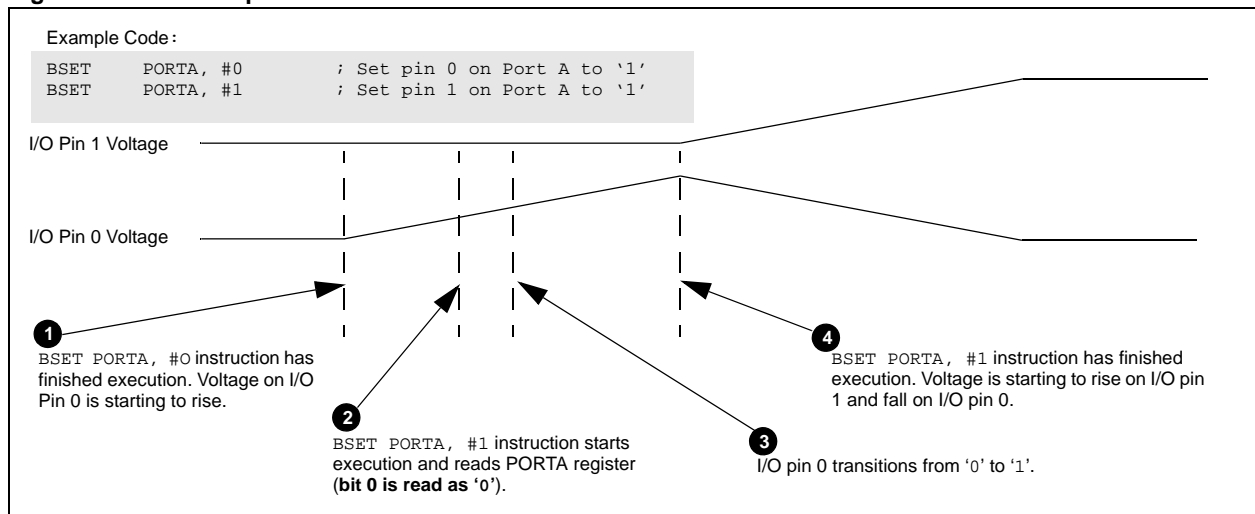 Example Code:
BSET PORTA, #0 ; Set pin 0 on Port A to ‘1’
BSET PORTA, #1 ; Set pin 1 on Port A to ‘1’
I/O Pin 1 Voltage
I/O Pin 0 Voltage
1
BSET PORTA, #O instruction has
finished execution. Voltage on I/O
Pin 0 is starting to rise.
2
BSET PORTA, #1 instruction starts
execution and reads PORTA register
(bit 0 is read as ‘0’).
3
I/O pin 0 transitions from ‘0’ to ‘1’.
4
BSET PORTA, #1 instruction has finished
execution. Voltage is starting to rise on I/O pin
1 and fall on I/O pin 0.